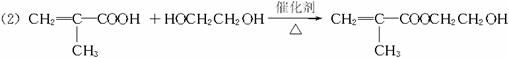 (2) CH₂=C—COOH + HOCH₂CH₂OH 催化剂 △ CH₂=C—COOCH₂CH₂OH
CH₃ CH₃